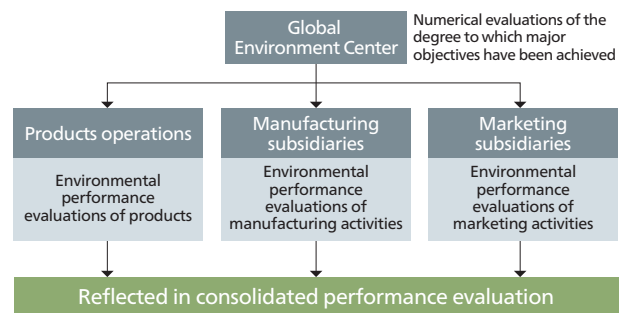 Global
Environment Center
Numerical evaluations of the
degree to which major
objectives have been achieved
Products operations
Environmental
performance
evaluations of products
Manufacturing
subsidiaries
Environmental
performance
evaluations of
manufacturing activities
Marketing
subsidiaries
Environmental
performance
evaluations of
marketing activities
Reflected in consolidated performance evaluation